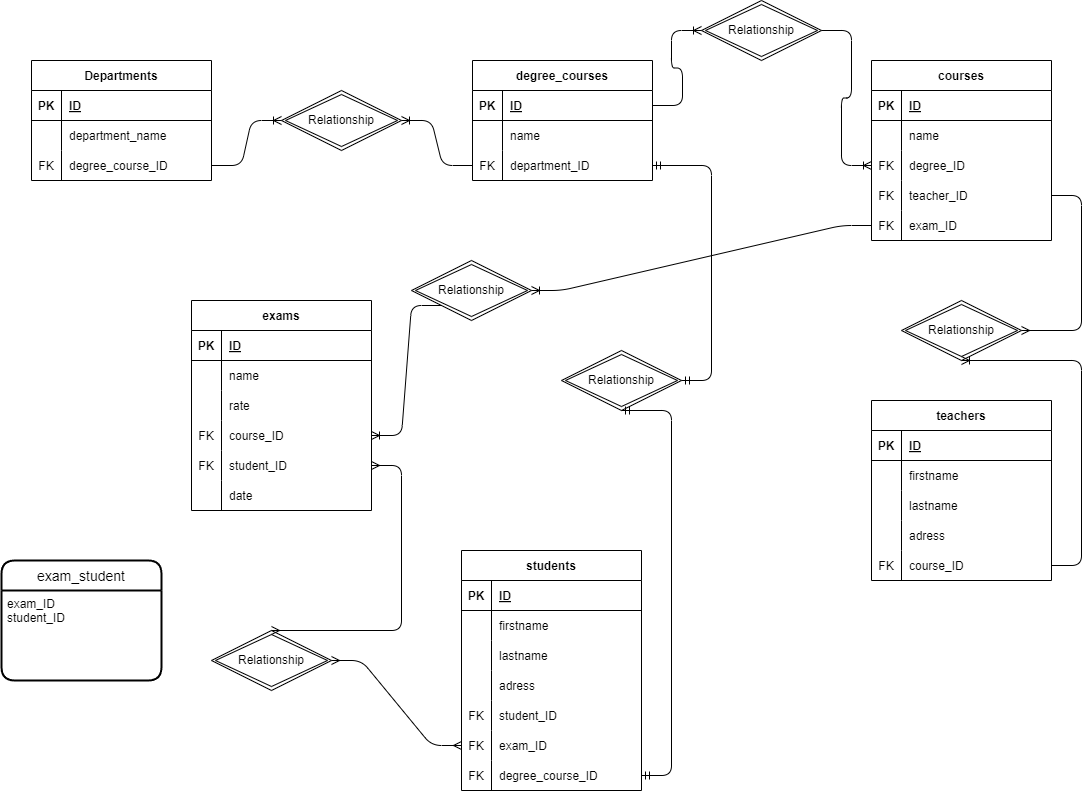 Relationship
Departments
PK ID
department_name
FK degree_course_ID
Relationship
degree_courses
PK ID
name
FK department_ID
courses
PK ID
name
FK degree_ID
FK teacher_ID
FK exam_ID
Relationship
exams
PK ID
name
rate
FK course_ID
FK student_ID
date
Relationship
Relationship
teachers
PK ID
firstname
lastname
adress
FK course_ID
exam_student
exam_ID
student_ID
Relationship
students
PK ID
firstname
lastname
adress
FK student_ID
FK exam_ID
FK degree_course_ID